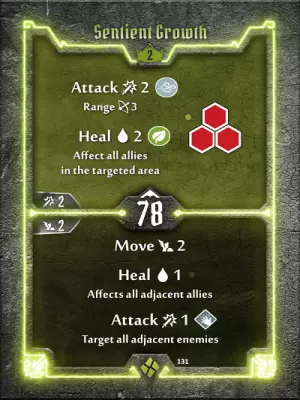 Sentient Growth
2
Attack 2
Range 3
Heal 2
Affect all allies
in the targeted area
2
78
2
Move 2
Heal 1
Affects all adjacent allies
Attack 1
Target all adjacent enemies
131